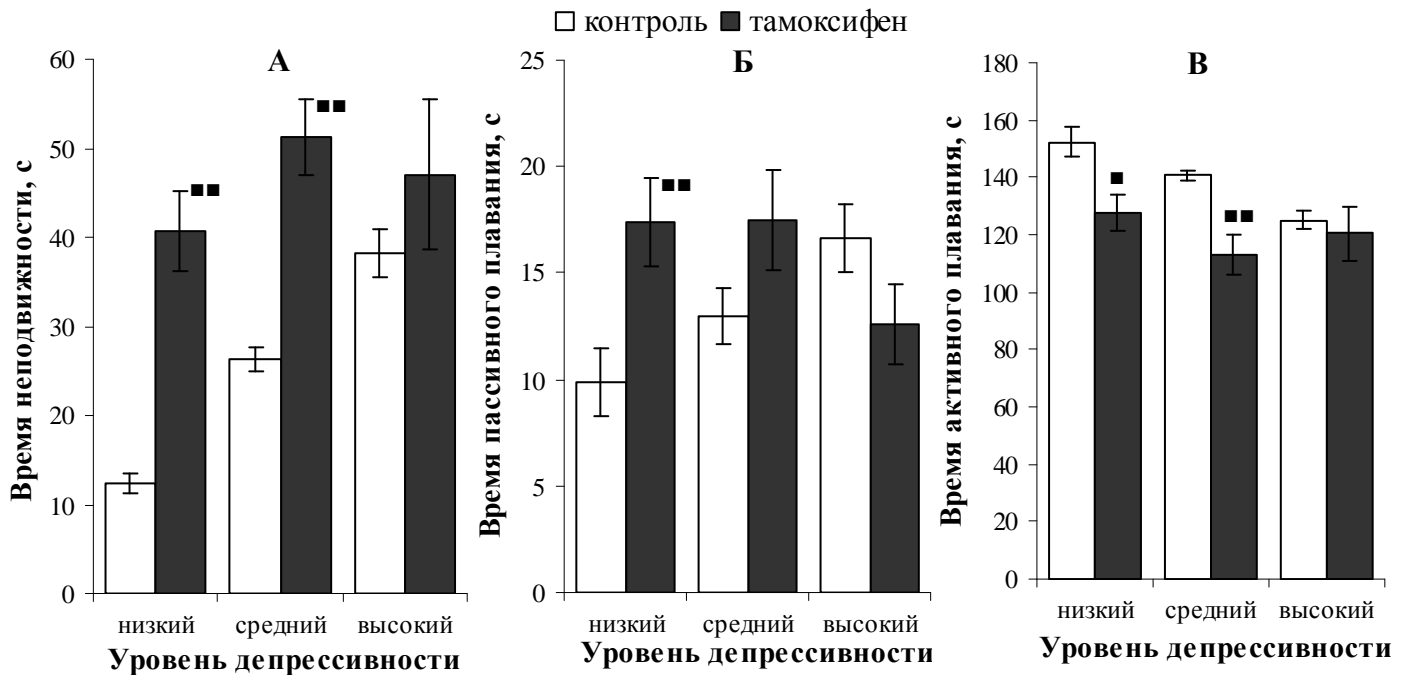 контроль тамоксифен
А
Время неподвижности, с
60
50
40
30
20
10
0
низкий средний высокий
Уровень депрессивности
Б
Время пассивного плавания, с
25
20
15
10
5
0
низкий средний высокий
Уровень депрессивности
В
Время активного плавания, с
180
160
140
120
100
80
60
40
20
0
низкий средний высокий
Уровень депрессивности